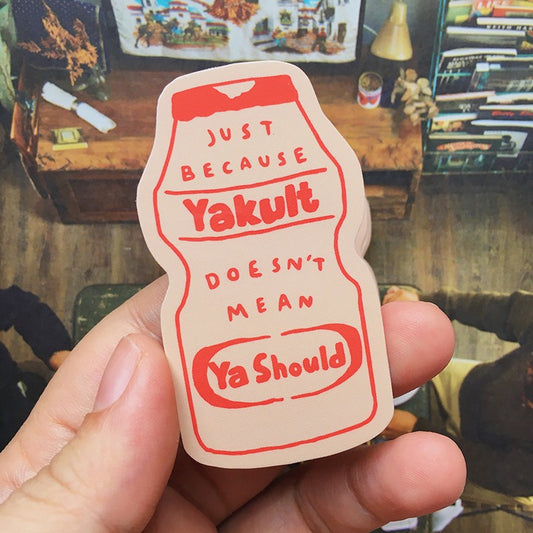 JUST
BECAUSE
Yakult
DOESN'T
MEAN
Ya Should